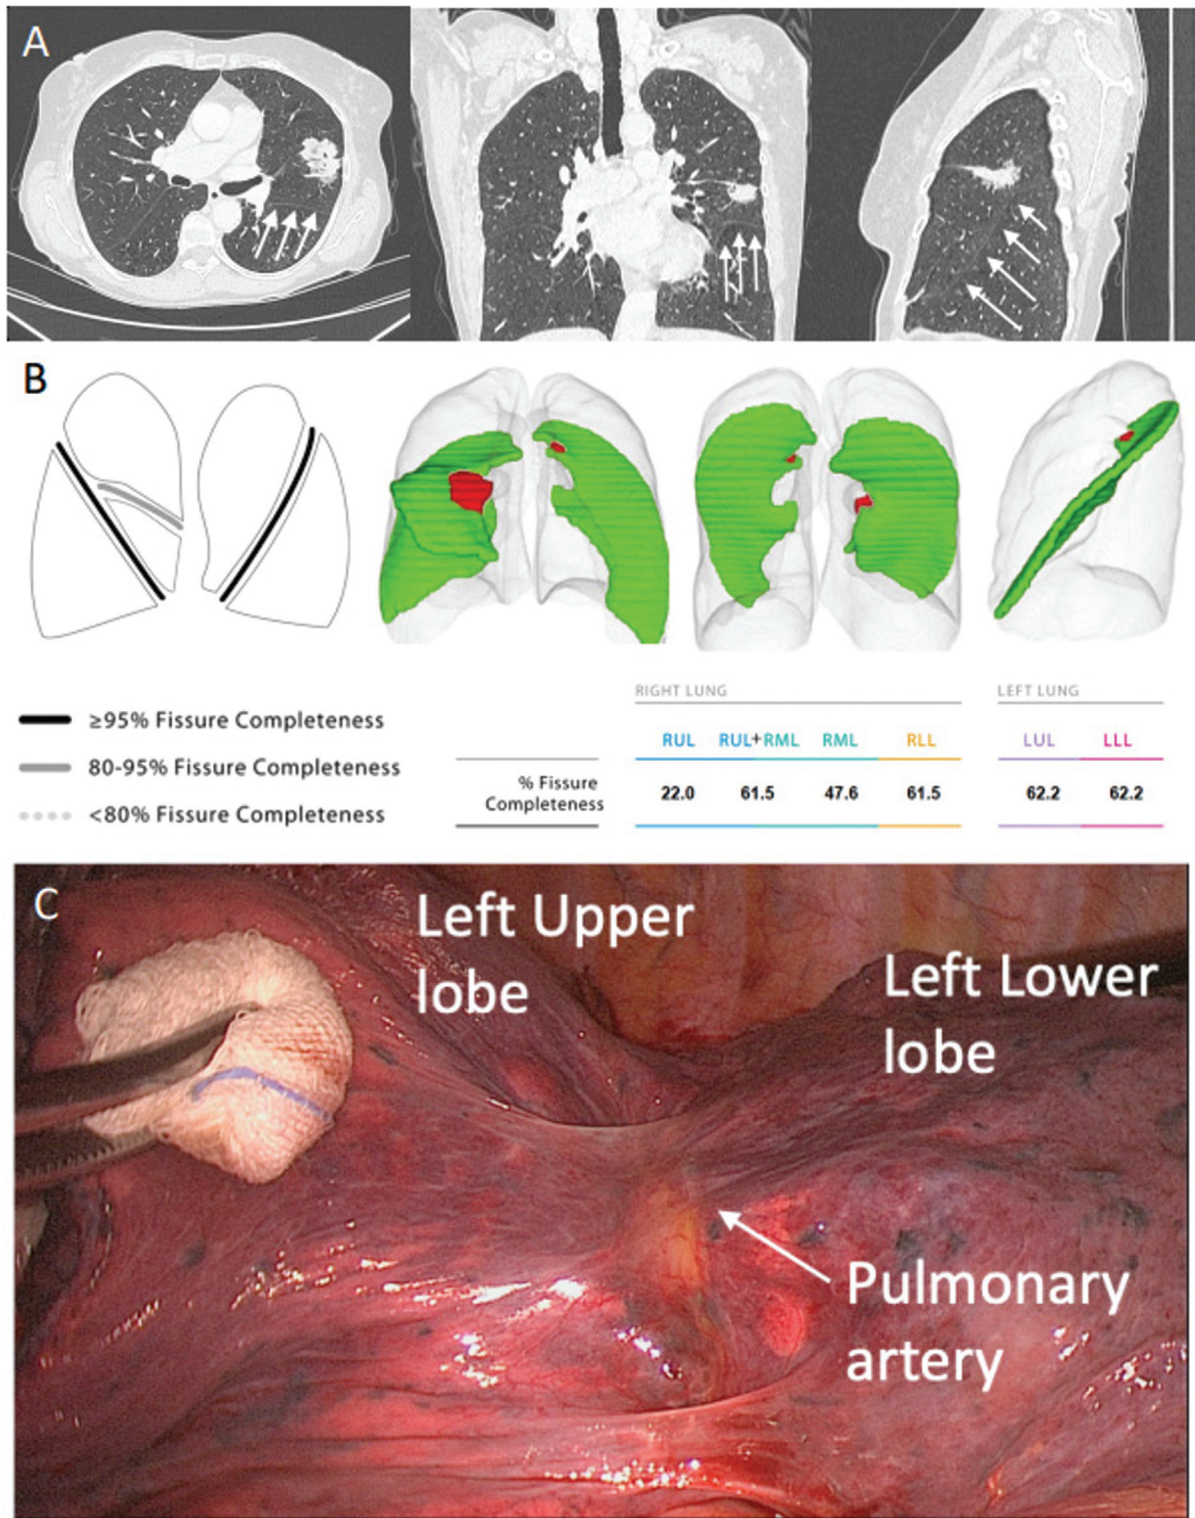 A
B
≥95% Fissure Completeness
80-95% Fissure Completeness
<80% Fissure Completeness
RIGHT LUNG
LEFT LUNG
RUL RUL+RML RML RLL
LUL LLL
% Fissure
Completeness
22.0 61.5 47.6 61.5
62.2 62.2
C
Left Upper
lobe
Left Lower
lobe
Pulmonary
artery